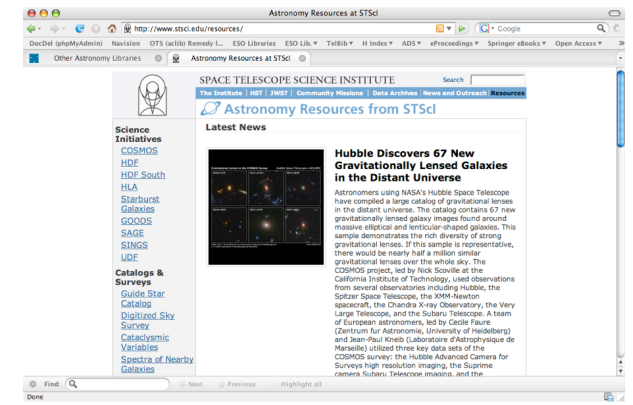 Astronomy Resources at STScI
http://www.stsci.edu/resources/
Google
DocDel (phpMyAdmin) Navision OTS (aclib) Remedy I... ESO Libraries ESO Lib. TelBib H Index ADS eProceedings Springer eBooks Open Access
Other Astronomy Libraries
Astronomy Resources at STScI
SPACE TELESCOPE SCIENCE INSTITUTE
Search
The Institute | HST | JWST | Community Missions | Data Archives | News and Outreach | Resources
Astronomy Resources from STScI
Science
Initiatives
COSMOS
HDF
HDF South
HLA
Starburst
Galaxies
GOODS
SAGE
SINGS
UDF
Catalogs &
Surveys
Guide Star
Catalog
Digitized Sky
Survey
Cataclysmic
Variables
Spectra of Nearby
Galaxies
Latest News
Hubble Discovers 67 New
Gravitationally Lensed Galaxies
in the Distant Universe
Astronomers using NASA's Hubble Space Telescope
have compiled a large catalog of gravitational lenses
in the distant universe. The catalog contains 67 new
gravitationally lensed galaxy images found around
massive elliptical and lenticular-shaped galaxies. This
sample demonstrates the rich diversity of strong
gravitational lenses. If this sample is representative,
there would be nearly half a million similar
gravitational lenses over the whole sky. The
COSMOS project, led by Nick Scoville at the
California Institute of Technology, used observations
from several observatories including Hubble, the
Spitzer Space Telescope, the XMM-Newton
spacecraft, the Chandra X-ray Observatory, the Very
Large Telescope, and the Subaru Telescope. A team
of European astronomers, led by Cecile Faure
(Zentrum fur Astronomie, University of Heidelberg)
and Jean-Paul Kneib (Laboratoire d'Astrophysique de
Marseille) utilized three key data sets of the
COSMOS survey: the Hubble Advanced Camera for
Surveys high resolution imaging, the Suprime
camera Subaru Telescope imaging, and the
Find:
Next Previous Highlight all
Done